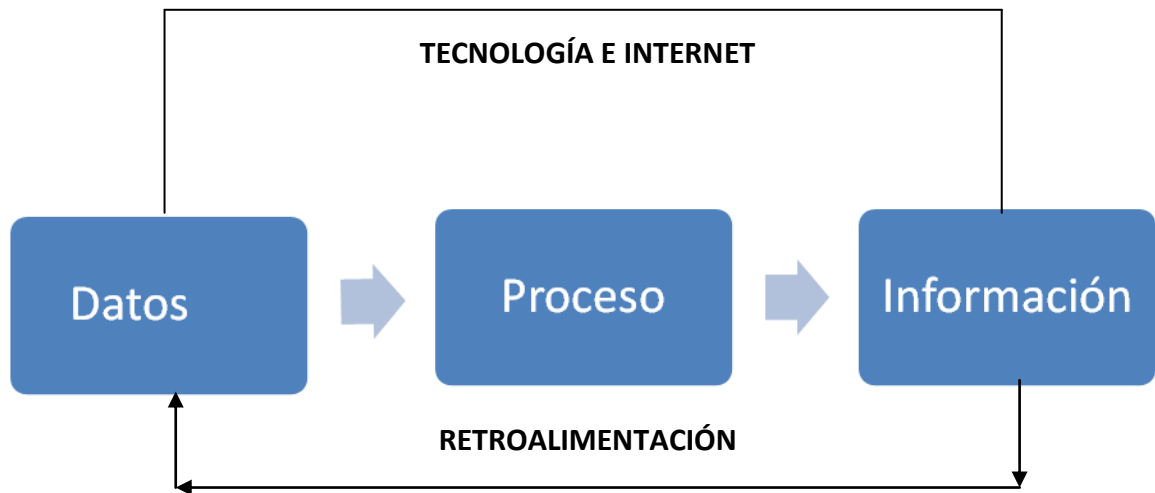 TECNOLOGÍA E INTERNET
Datos
Proceso
Información
RETROALIMENTACIÓN